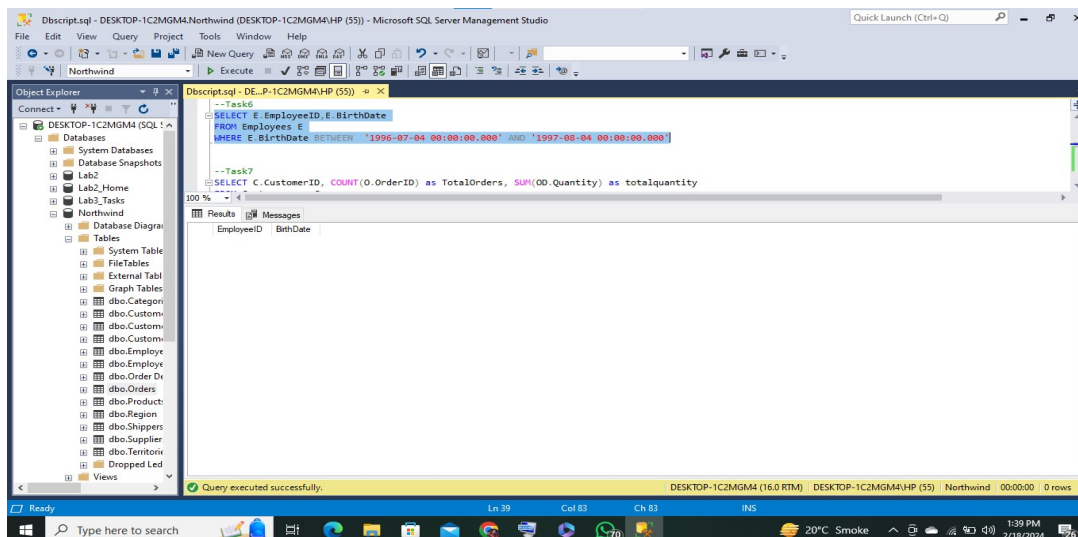 Dbscript.sql - DESKTOP-1C2MGM4.Northwind (DESKTOP-1C2MGM4\HP (55)) - Microsoft SQL Server Management Studio
Quick Launch (Ctrl+Q)
File Edit View Query Project Tools Window Help
New Query
Northwind
Execute
Object Explorer
Dbscript.sql - DE...P-1C2MGM4\HP (55))
Connect
--Task6
SELECT E.EmployeeID,E.BirthDate
FROM Employees E
WHERE E.BirthDate BETWEEN '1996-07-04 00:00:00.000' AND '1997-08-04 00:00:00.000'
--Task7
SELECT C.CustomerID, COUNT(O.OrderID) as TotalOrders, SUM(OD.Quantity) as totalquantity
100 %
Results Messages
EmployeeID BirthDate
DESKTOP-1C2MGM4 (SQL S
Databases
System Databases
Database Snapshots
Lab2
Lab2_Home
Lab3_Tasks
Northwind
Database Diagrar
Tables
System Table
FileTables
External Tabl
Graph Tables
dbo.Categori
dbo.Custom
dbo.Custom
dbo.Custom
dbo.Employe
dbo.Employe
dbo.Order De
dbo.Orders
dbo.Product
dbo.Region
dbo.Shippers
dbo.Supplier
dbo.Territorie
Dropped Led
Views
Query executed successfully.
DESKTOP-1C2MGM4 (16.0 RTM) DESKTOP-1C2MGM4\HP (55) Northwind 00:00:00 0 rows
Ready
Ln 39 Col 83 Ch 83 INS
Type here to search
70
20°C Smoke
1:39 PM
2/18/2024
26